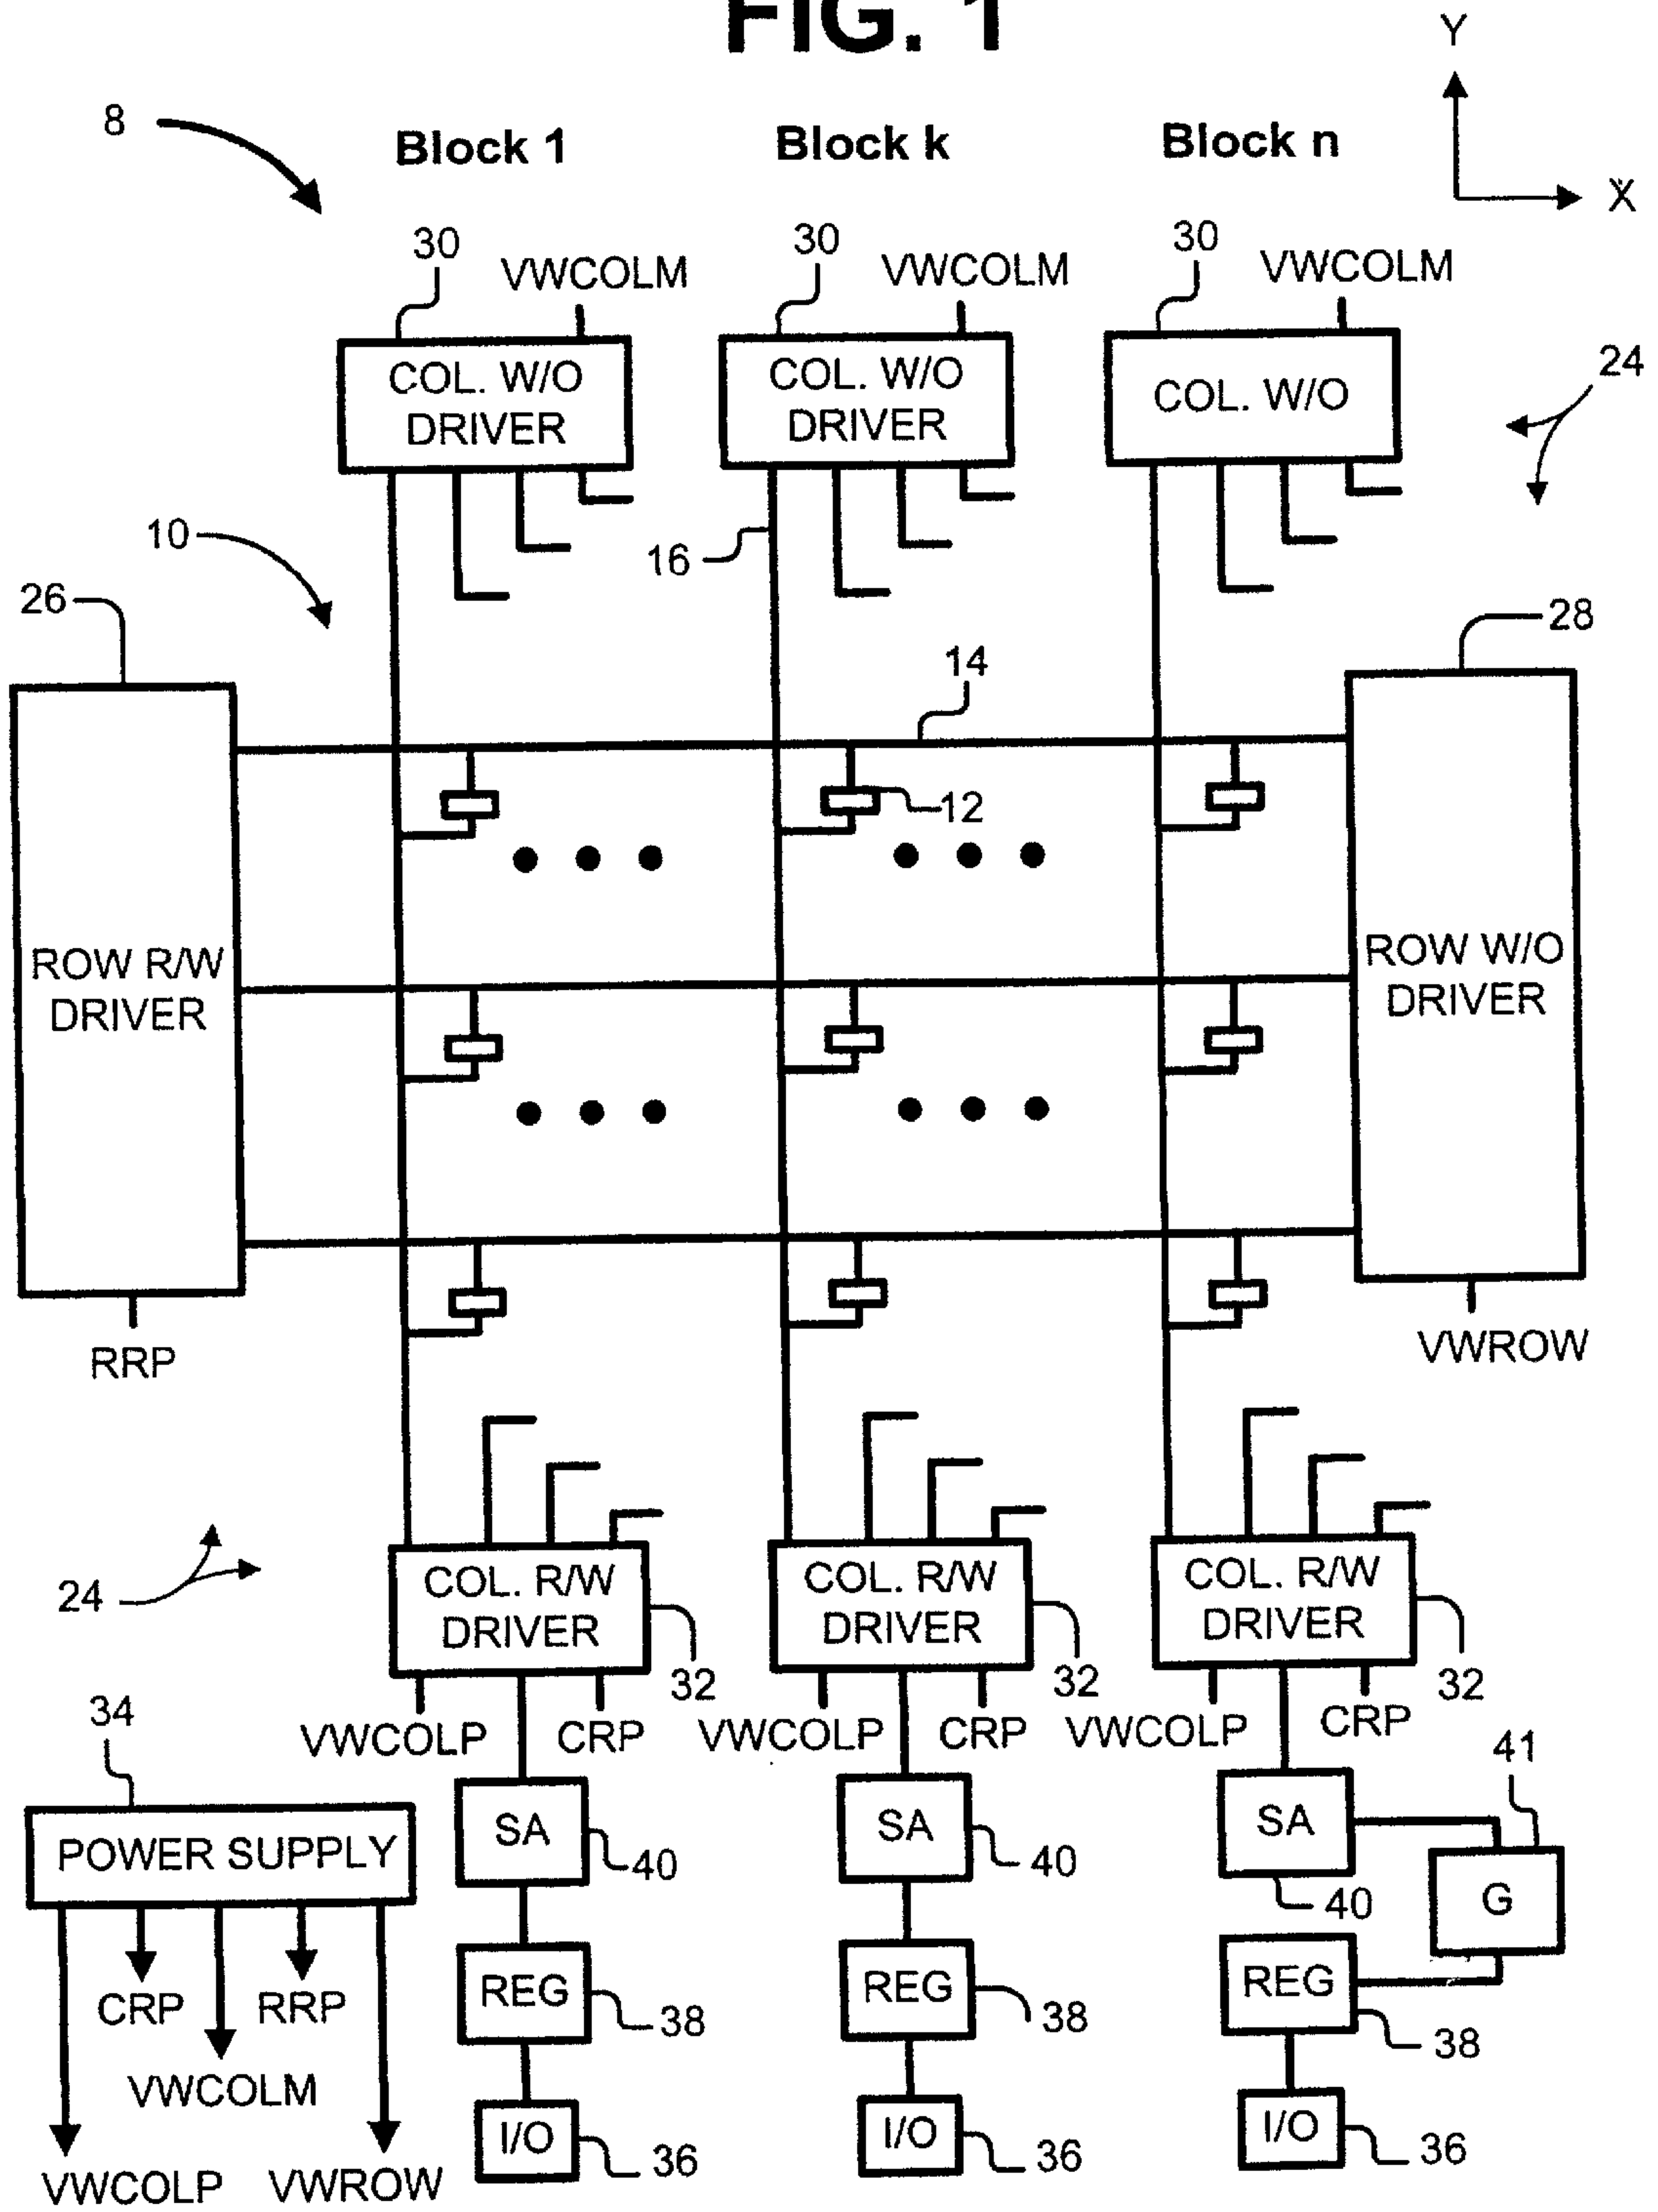 FIG. 1
Y
X
8
Block 1
Block k
Block n
30
VWCOLM
30
VWCOLM
30
VWCOLM
24
COL. W/O
DRIVER
COL. W/O
DRIVER
COL. W/O
10
16
26
28
14
12
ROW R/W
DRIVER
ROW W/O
DRIVER
RRP
VWROW
24
COL. R/W
DRIVER
COL. R/W
DRIVER
COL. R/W
DRIVER
32
32
32
VWCOLP
CRP
VWCOLP
CRP
VWCOLP
CRP
34
41
POWER SUPPLY
SA
40
SA
40
SA
40
G
CRP
RRP
VWCOLM
VWCOLP
VWROW
REG
38
REG
38
REG
38
I/O
36
I/O
36
I/O
36